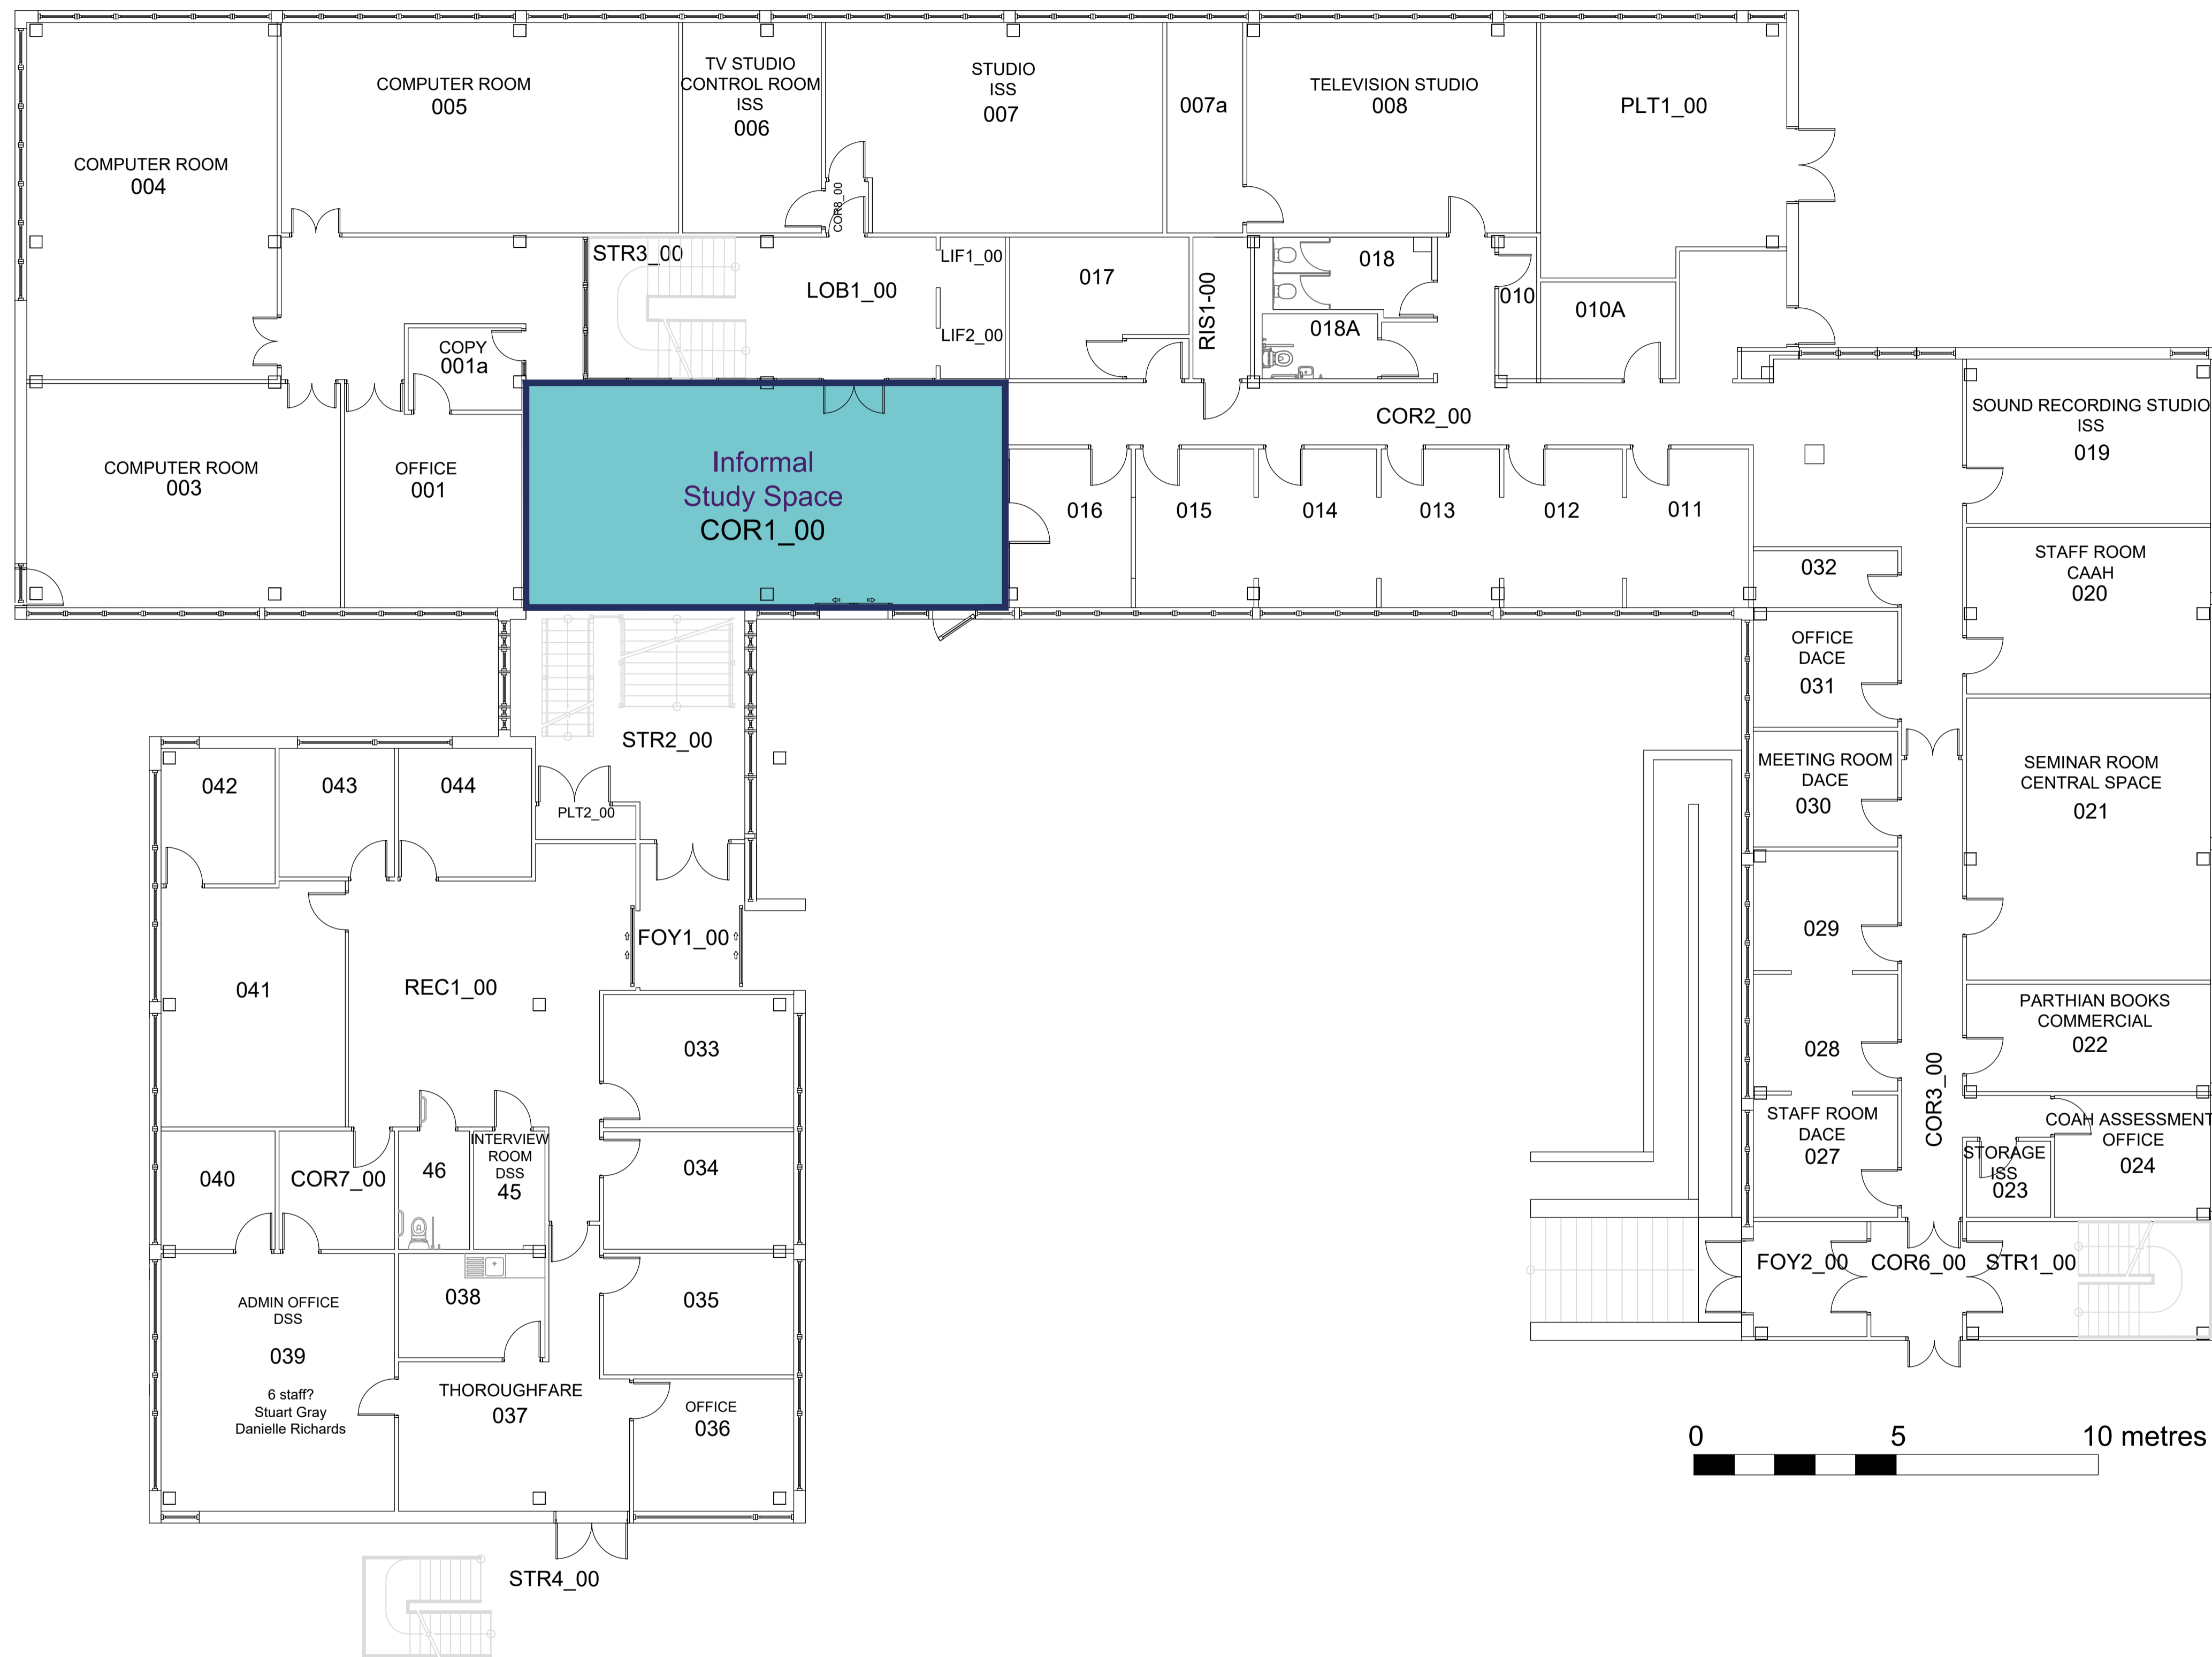 COMPUTER ROOM
004
COMPUTER ROOM
005
TV STUDIO
CONTROL ROOM
ISS
006
STUDIO
ISS
007
007a
TELEVISION STUDIO
008
PLT1_00
COR8_00
STR3_00
LOB1_00
LIF1_00
LIF2_00
017
RIS1-00
018
018A
010
010A
COPY
001a
COMPUTER ROOM
003
OFFICE
001
Informal
Study Space
COR1_00
COR2_00
016
015
014
013
012
011
SOUND RECORDING STUDIO
ISS
019
STAFF ROOM
CAAH
020
032
OFFICE
DACE
031
MEETING ROOM
DACE
030
SEMINAR ROOM
CENTRAL SPACE
021
029
028
PARTHIAN BOOKS
COMMERCIAL
022
COR3_00
STAFF ROOM
DACE
027
COAH ASSESSMENT
OFFICE
024
STORAGE
ISS
023
FOY2_00
COR6_00
STR1_00
STR2_00
PLT2_00
042
043
044
FOY1_00
REC1_00
041
033
034
040
COR7_00
46
INTERVIEW
ROOM
DSS
45
038
035
ADMIN OFFICE
DSS
039
6 staff?
Stuart Gray
Danielle Richards
THOROUGHFARE
037
OFFICE
036
STR4_00
0 5 10 metres